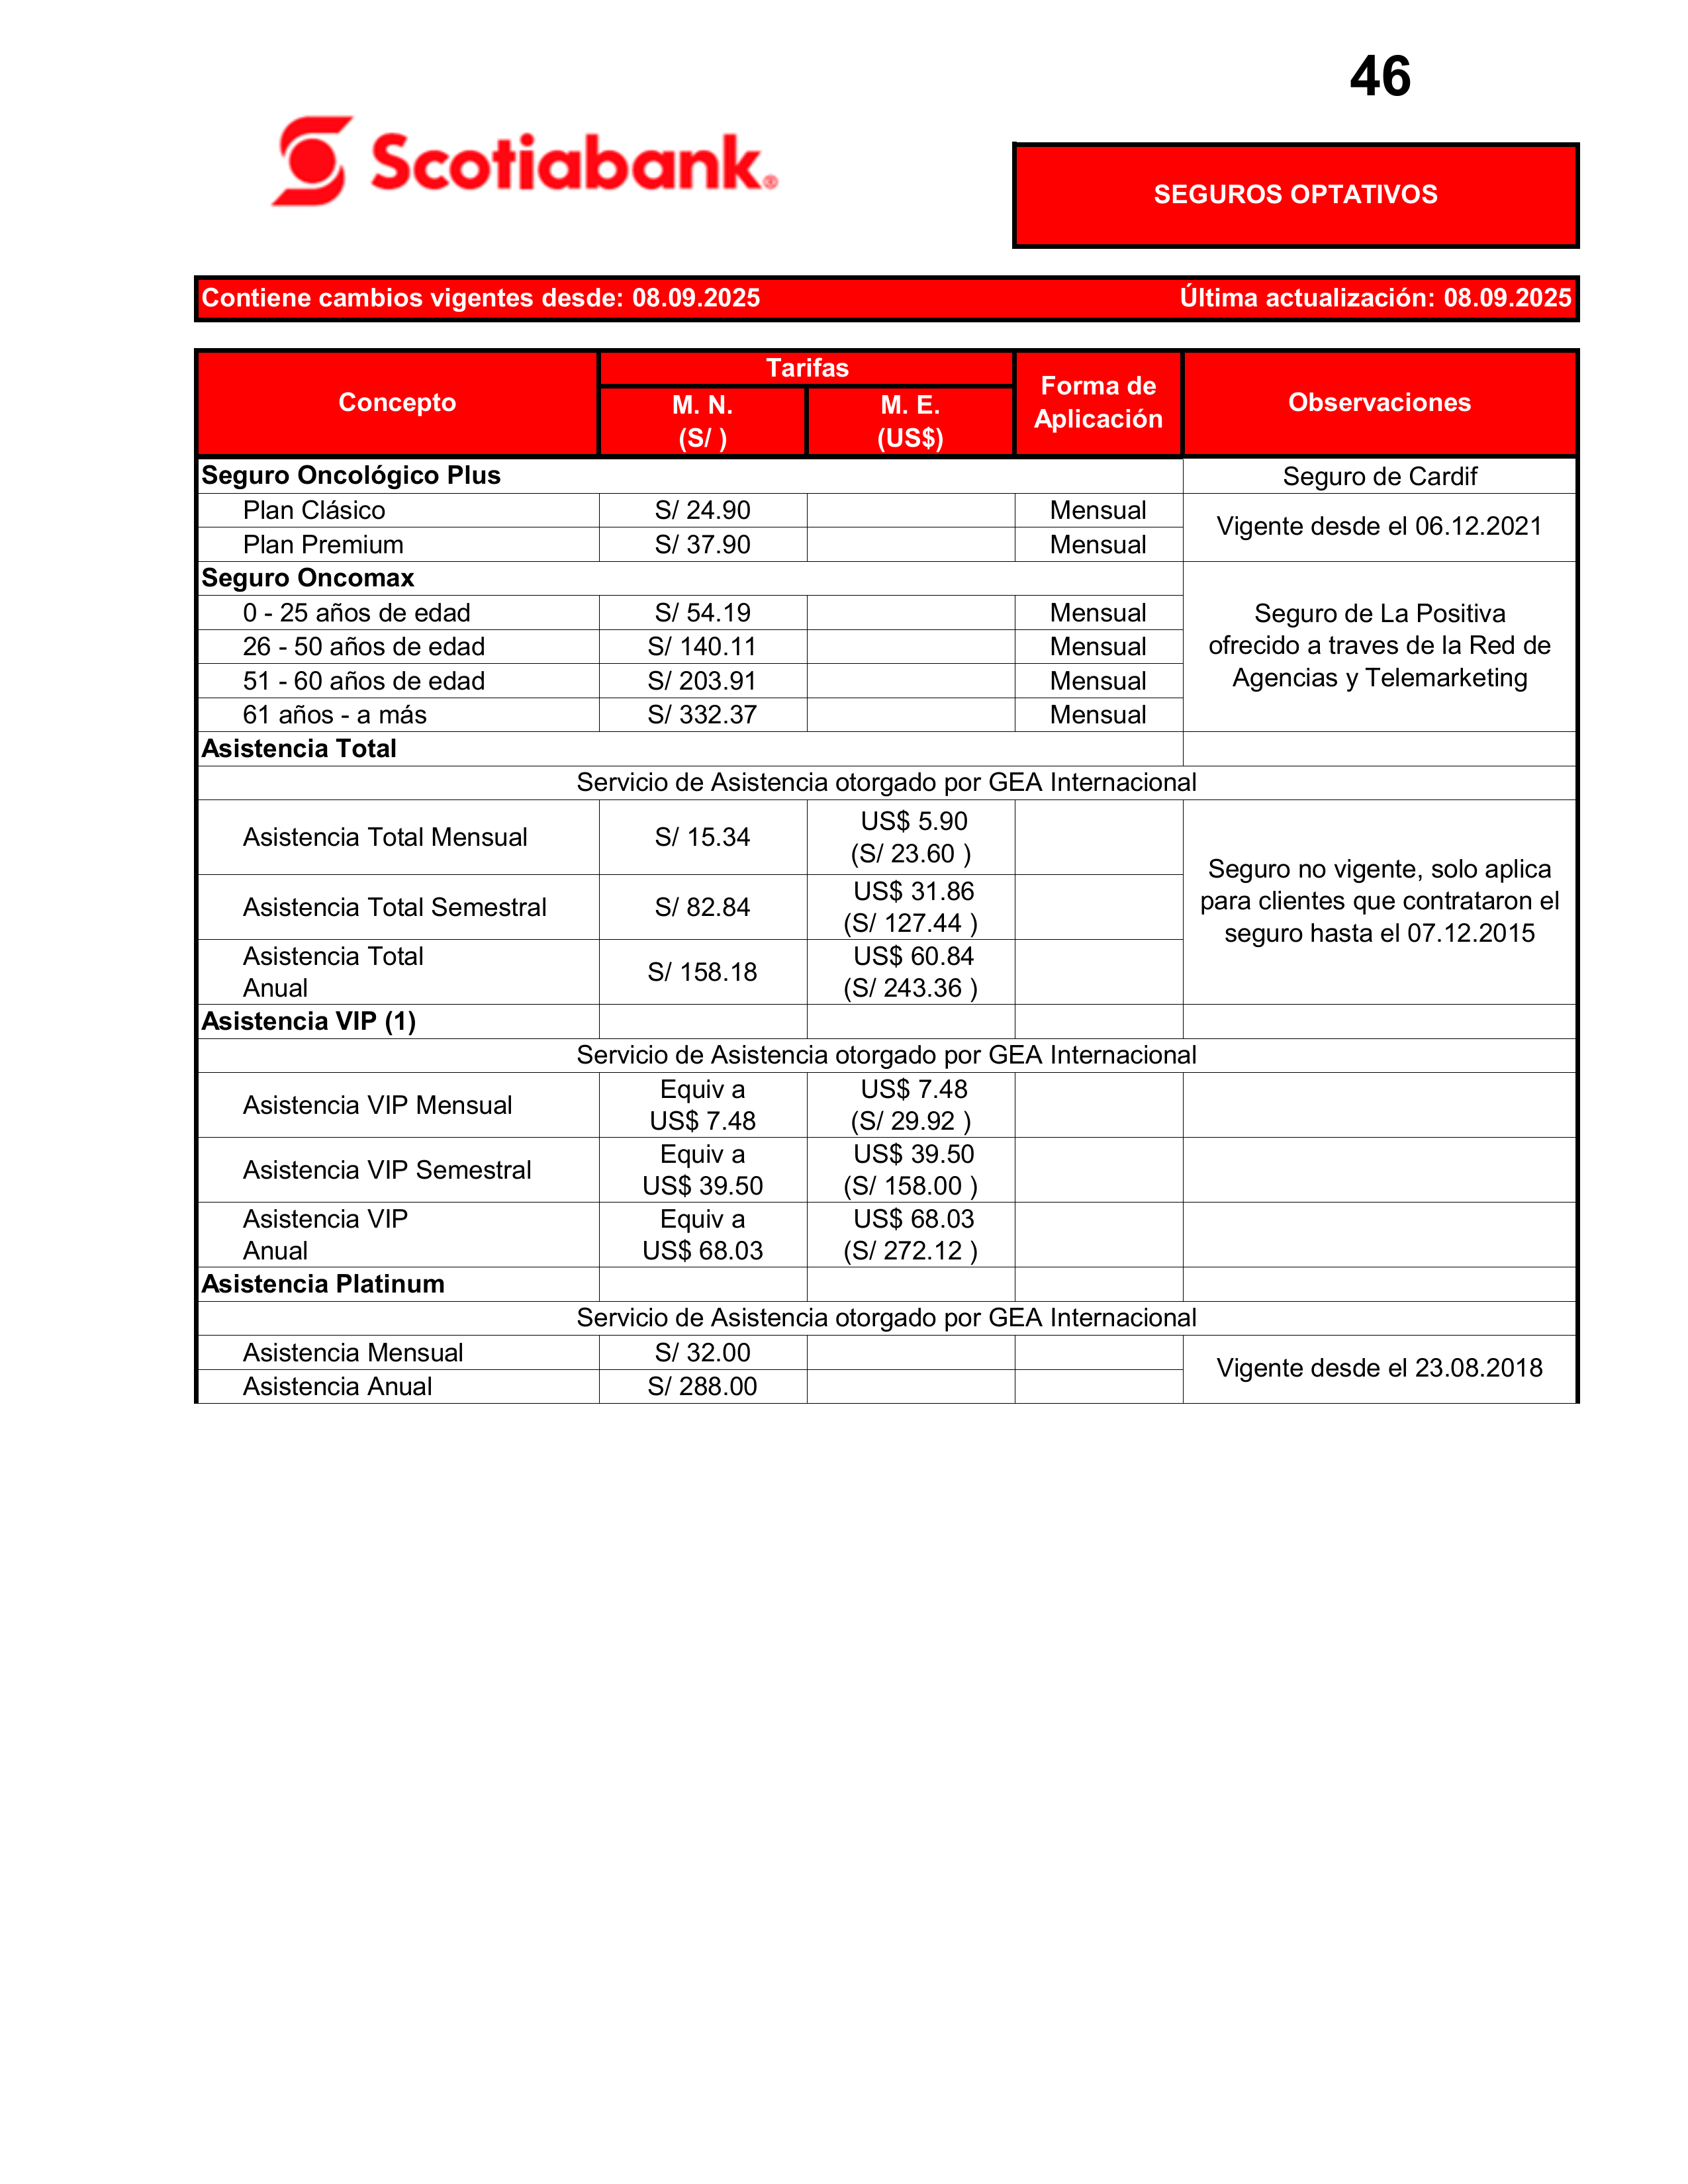 46
Scotiabank®
SEGUROS OPTATIVOS
Contiene cambios vigentes desde: 08.09.2025 Última actualización: 08.09.2025
Concepto
Tarifas
M. N.
(S/ )
M. E.
(US$)
Forma de
Aplicación
Observaciones
Seguro Oncológico Plus Seguro de Cardif
Plan Clásico S/ 24.90 Mensual
Plan Premium S/ 37.90 Mensual
Vigente desde el 06.12.2021
Seguro Oncomax
0 - 25 años de edad S/ 54.19 Mensual
26 - 50 años de edad S/ 140.11 Mensual
51 - 60 años de edad S/ 203.91 Mensual
61 años - a más S/ 332.37 Mensual
Seguro de La Positiva
ofrecido a traves de la Red de
Agencias y Telemarketing
Asistencia Total
Servicio de Asistencia otorgado por GEA Internacional
Asistencia Total Mensual S/ 15.34 US$ 5.90
(S/ 23.60 )
Asistencia Total Semestral S/ 82.84 US$ 31.86
(S/ 127.44 )
Asistencia Total
Anual
S/ 158.18
US$ 60.84
(S/ 243.36 )
Seguro no vigente, solo aplica
para clientes que contrataron el
seguro hasta el 07.12.2015
Asistencia VIP (1)
Servicio de Asistencia otorgado por GEA Internacional
Asistencia VIP Mensual
Equiv a
US$ 7.48
US$ 7.48
(S/ 29.92 )
Asistencia VIP Semestral
Equiv a
US$ 39.50
US$ 39.50
(S/ 158.00 )
Asistencia VIP
Anual
Equiv a
US$ 68.03
US$ 68.03
(S/ 272.12 )
Asistencia Platinum
Servicio de Asistencia otorgado por GEA Internacional
Asistencia Mensual S/ 32.00
Asistencia Anual S/ 288.00
Vigente desde el 23.08.2018